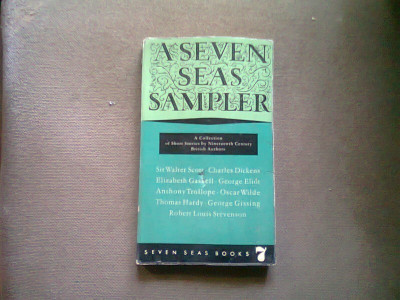 A SEVEN
SEAS
SAMPLER
A Collection
of Short Stories by Nineteenth Century
British Authors
Sir Walter Scott · Charles Dickens
Elizabeth Gaskell · George Eliot
Anthony Trollope · Oscar Wilde
Thomas Hardy · George Gissing
Robert Louis Stevenson
SEVEN SEAS BOOKS 7